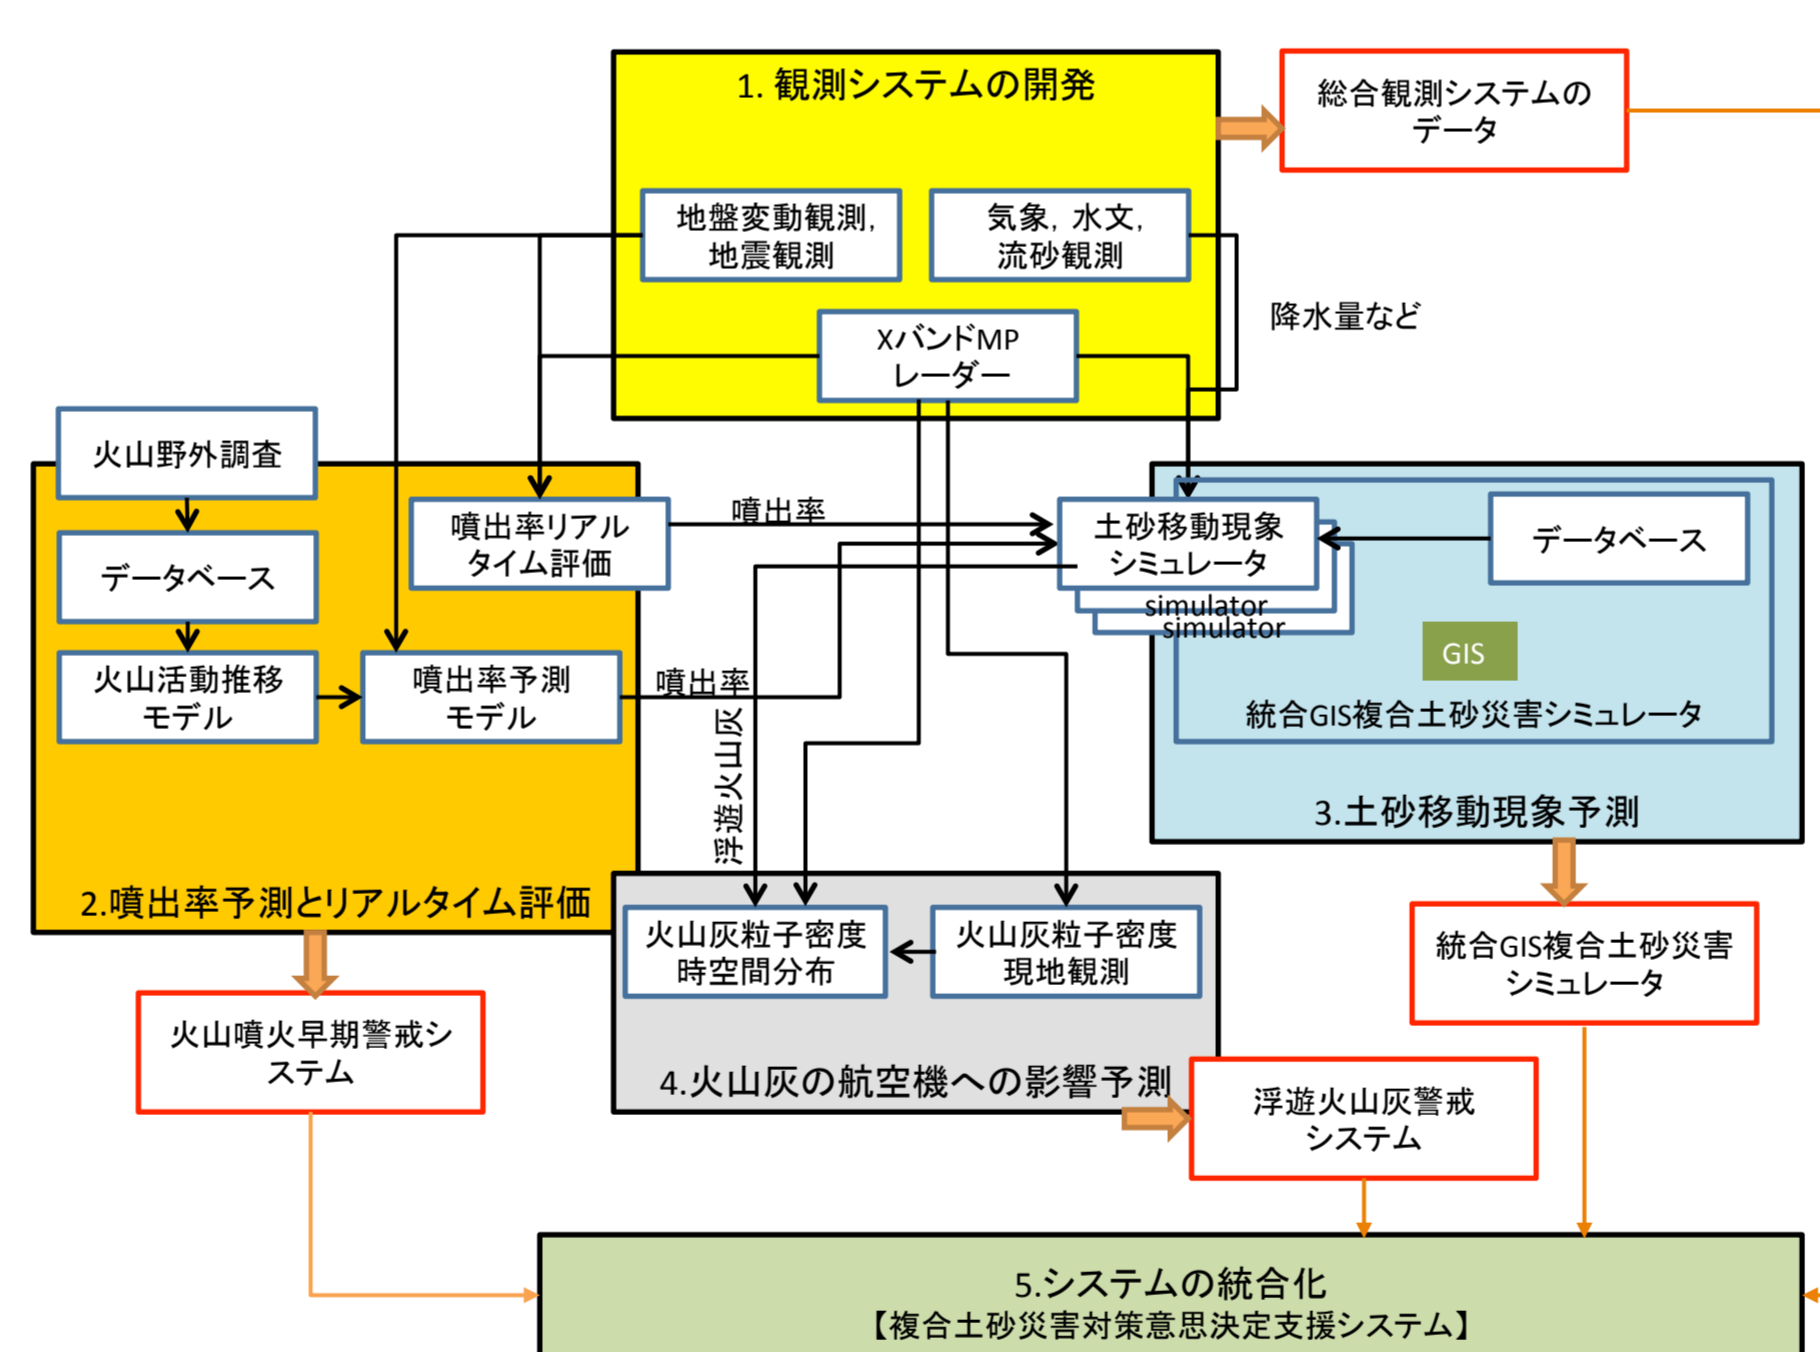 1. 観測システムの開発
総合観測システムの
データ
地盤変動観測,
地震観測
気象, 水文,
流砂観測
XバンドMP
レーダー
降水量など
火山野外調査
データベース
火山活動推移
モデル
噴出率リアル
タイム評価
噴出率予測
モデル
2.噴出率予測とリアルタイム評価
噴出率
噴出率
浮遊火山灰
土砂移動現象
シミュレータ
simulator
simulator
データベース
GIS
統合GIS複合土砂災害シミュレータ
3.土砂移動現象予測
火山灰粒子密度
時空間分布
火山灰粒子密度
現地観測
4.火山灰の航空機への影響予測
火山噴火早期警戒シ
ステム
統合GIS複合土砂災害
シミュレータ
浮遊火山灰警戒
システム
5.システムの統合化
【複合土砂災害対策意思決定支援システム】